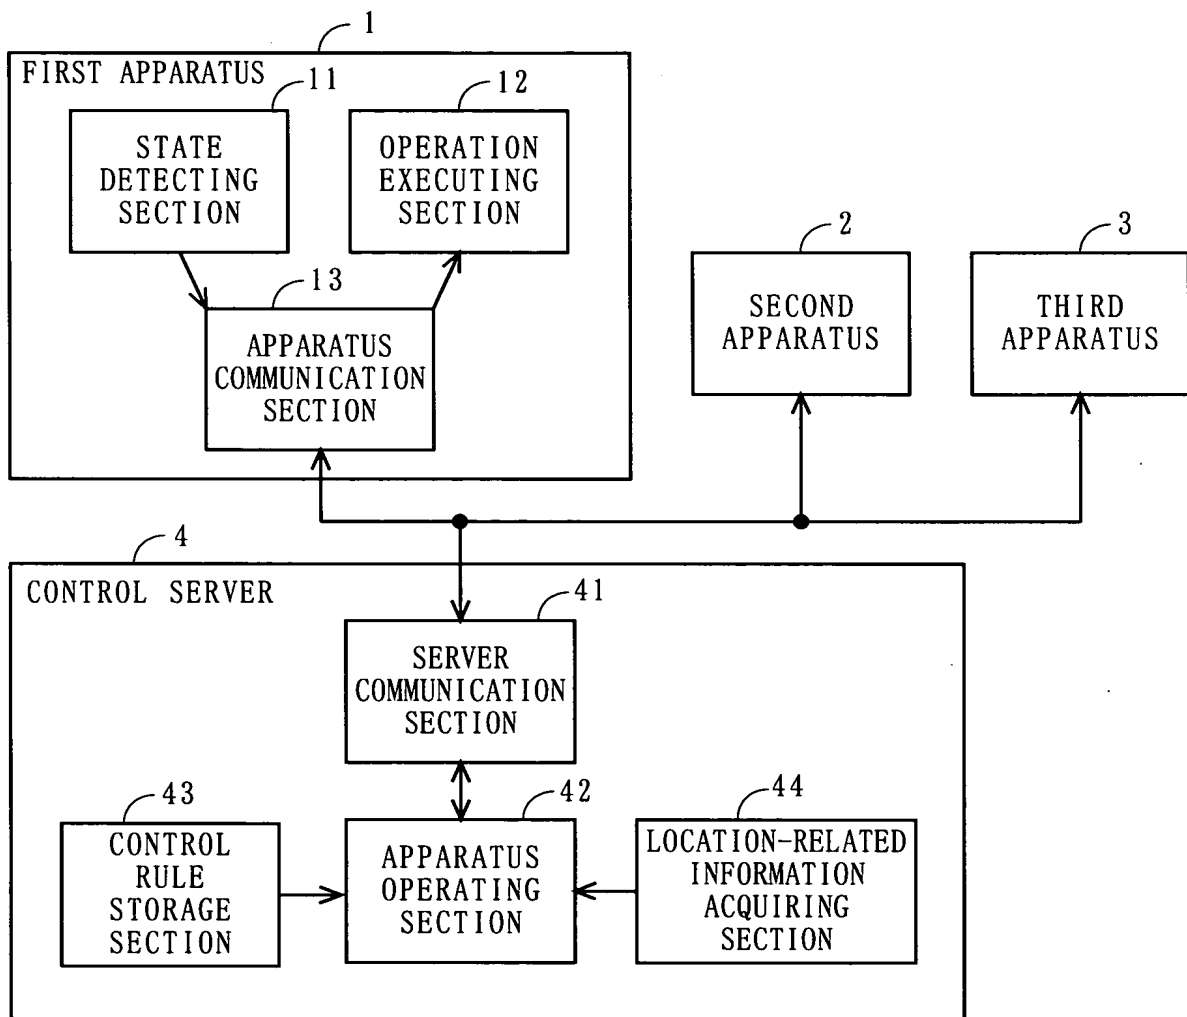 1
FIRST APPARATUS
11
12
STATE
DETECTING
SECTION
OPERATION
EXECUTING
SECTION
13
APPARATUS
COMMUNICATION
SECTION
2
SECOND
APPARATUS
3
THIRD
APPARATUS
4
CONTROL SERVER
41
SERVER
COMMUNICATION
SECTION
43
CONTROL
RULE
STORAGE
SECTION
42
APPARATUS
OPERATING
SECTION
44
LOCATION-RELATED
INFORMATION
ACQUIRING
SECTION